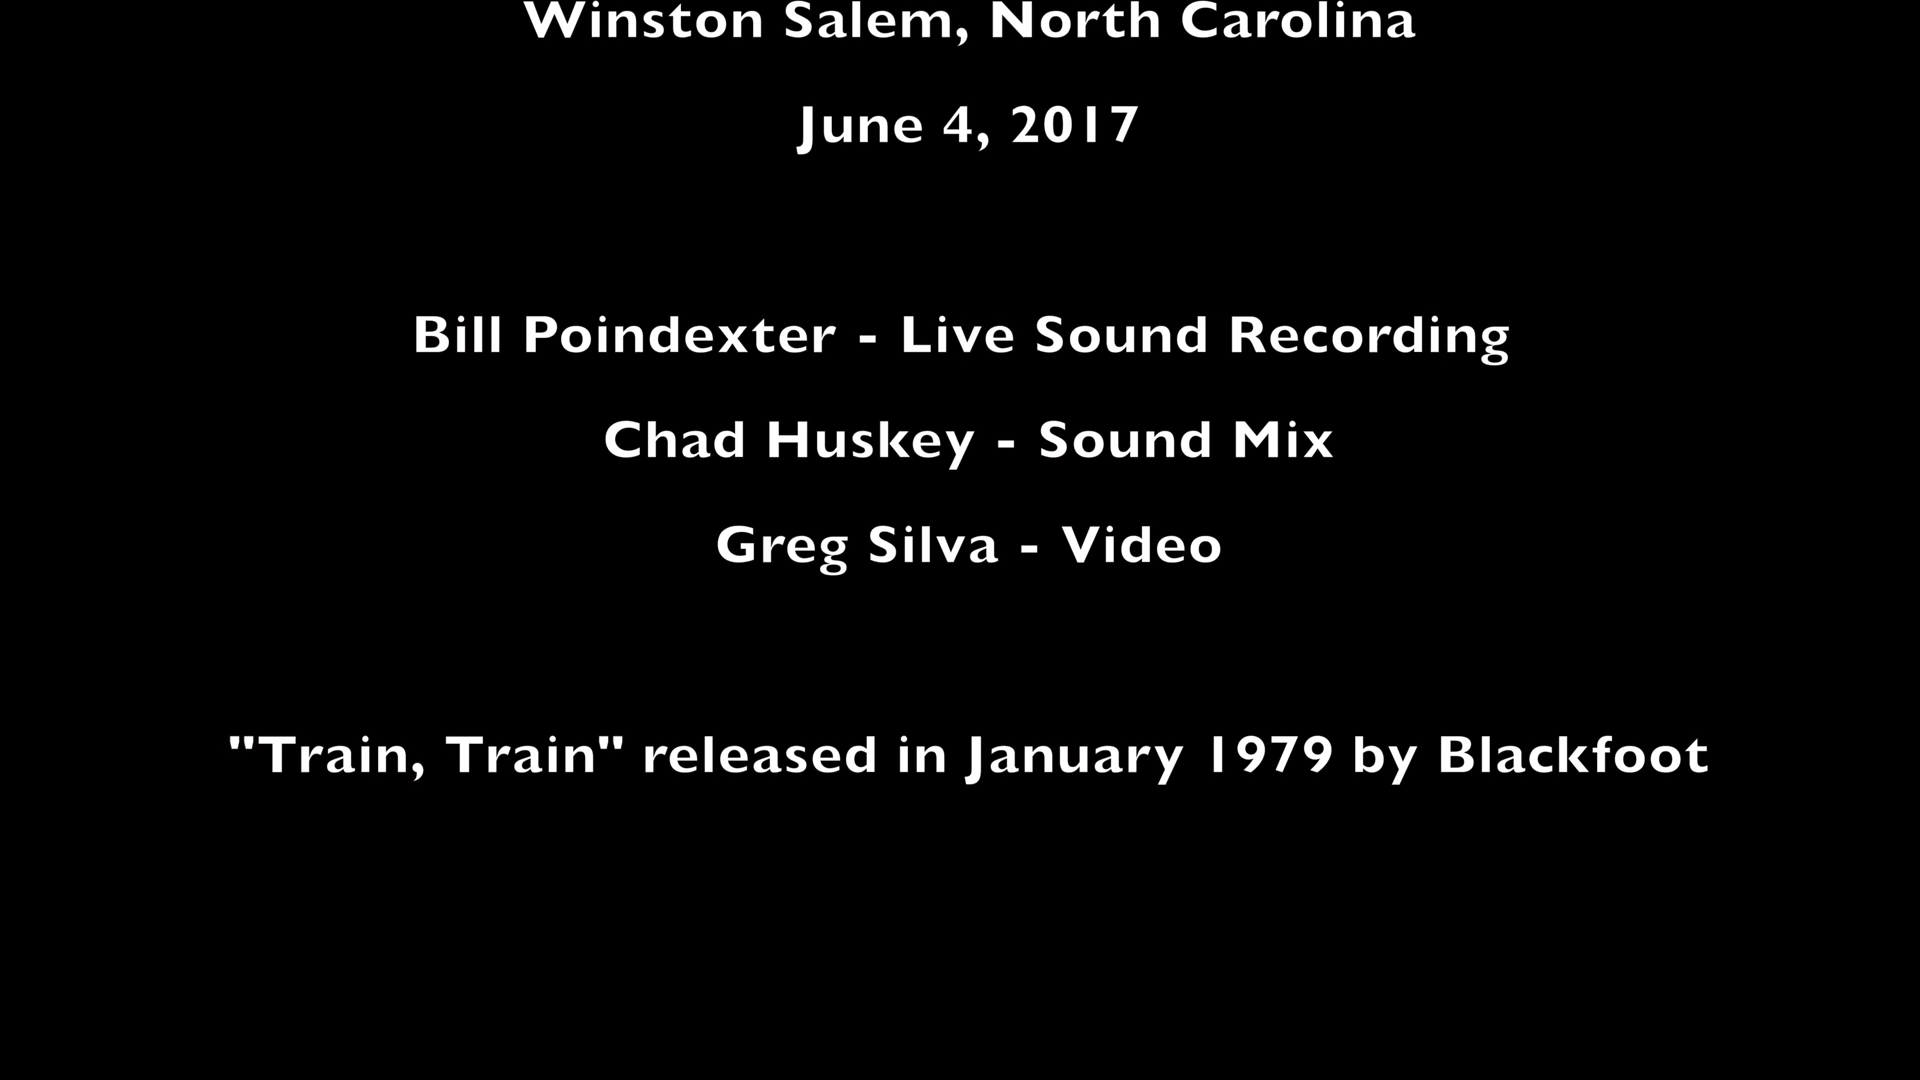 Winston Salem, North Carolina
June 4, 2017
Bill Poindexter - Live Sound Recording
Chad Huskey - Sound Mix
Greg Silva - Video
"Train, Train" released in January 1979 by Blackfoot